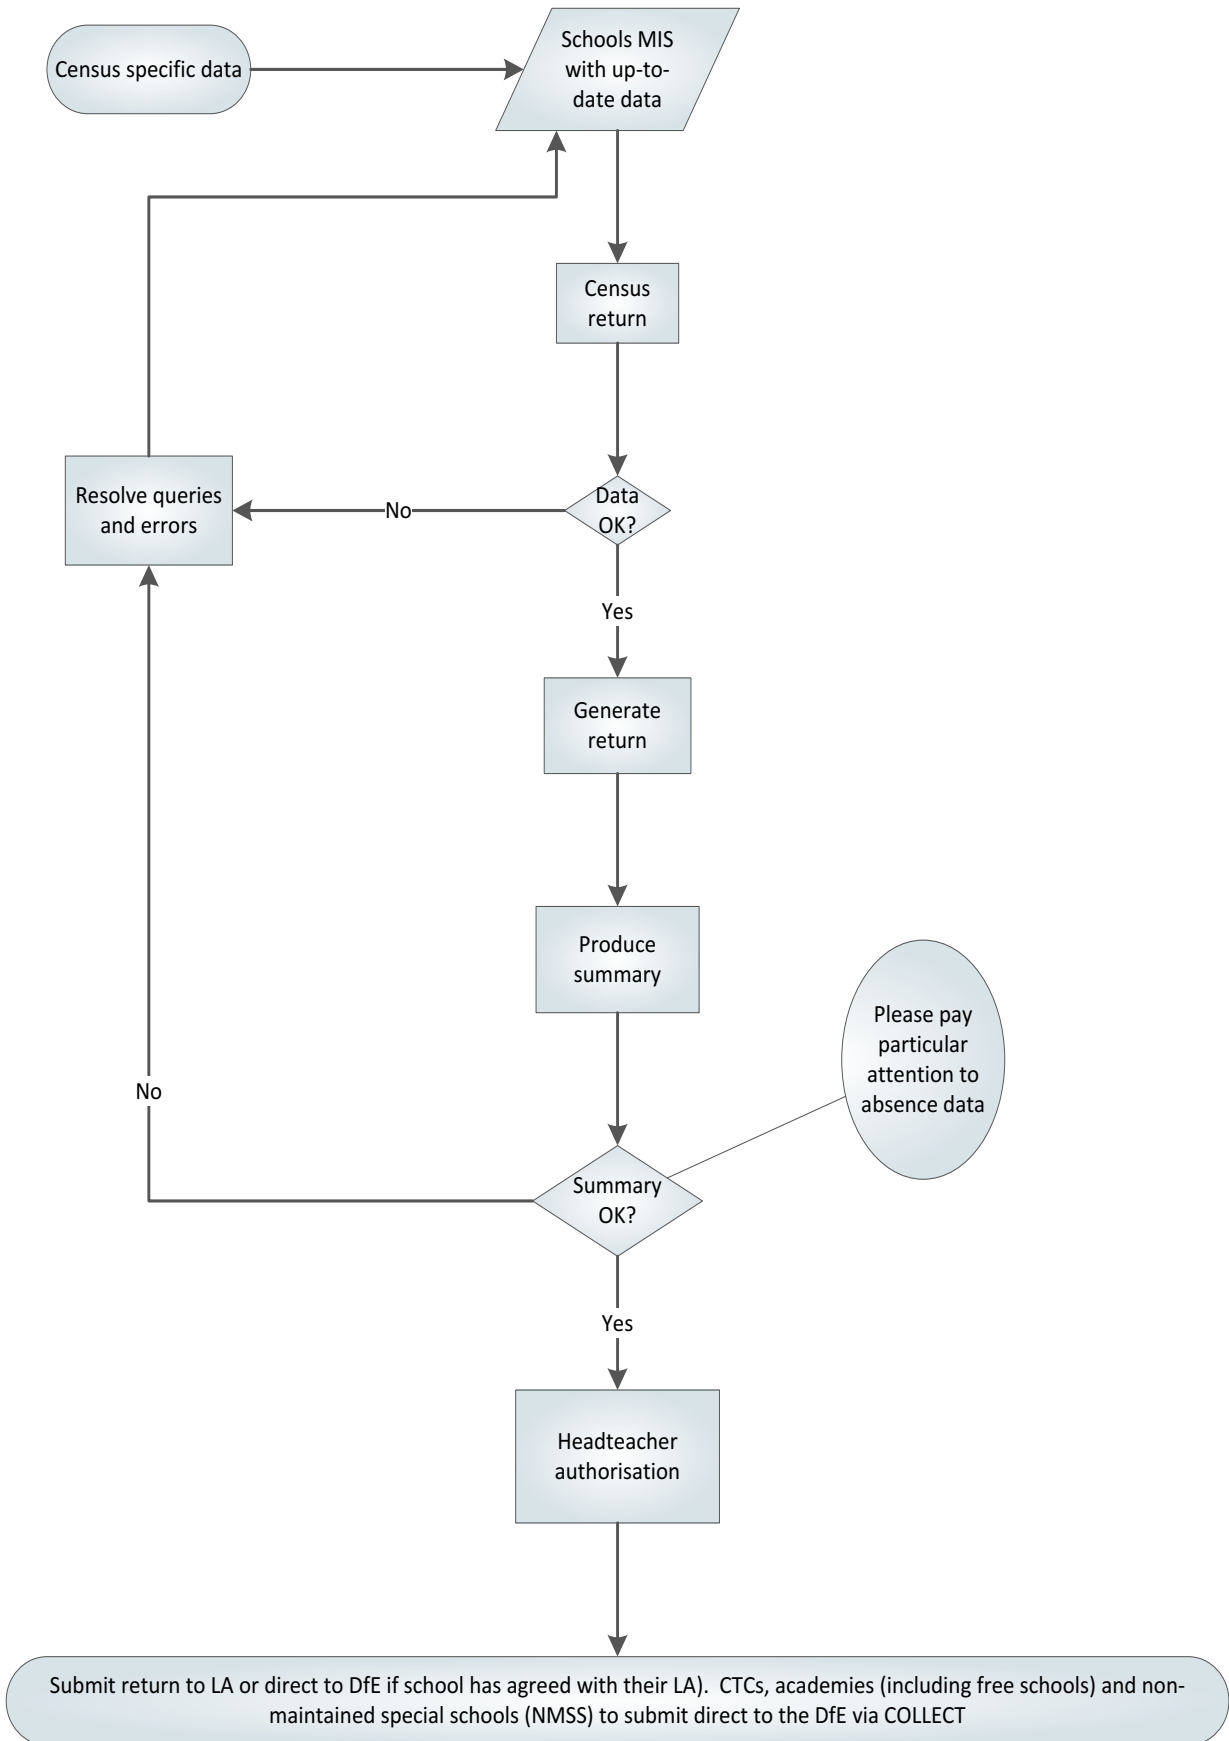 Census specific data
Schools MIS
with up-to-
date data
Census
return
Data
OK?
No
Resolve queries
and errors
Yes
Generate
return
Produce
summary
Please pay
particular
attention to
absence data
No
Summary
OK?
Yes
Headteacher
authorisation
Submit return to LA or direct to DfE if school has agreed with their LA).  CTCs, academies (including free schools) and non-
maintained special schools (NMSS) to submit direct to the DfE via COLLECT